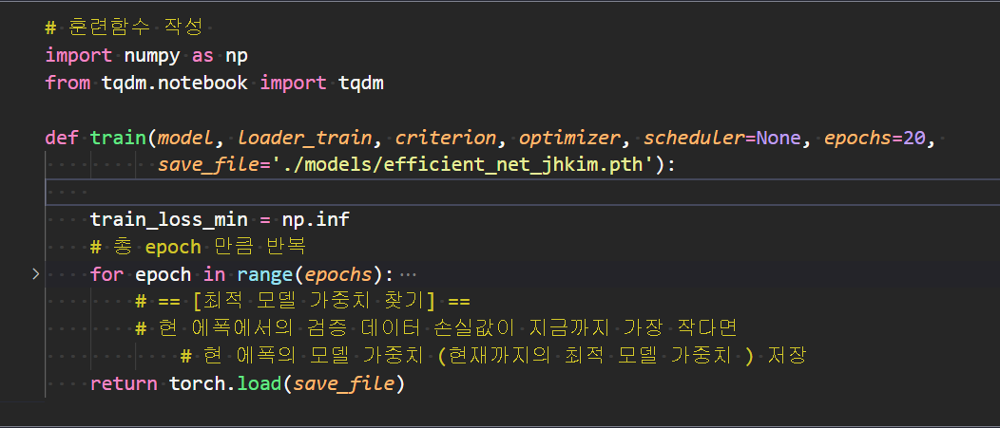 # 훈련함수 작성
import numpy as np
from tqdm.notebook import tqdm
def train(model, loader_train, criterion, optimizer, scheduler=None, epochs=20,
save_file='./models/efficient_net_jhkim.pth'):
train_loss_min = np.inf
# 총 epoch 만큼 반복
for epoch in range(epochs):…
# == [최적 모델 가중치 찾기] ==
# 현 에폭에서의 검증 데이터 손실값이 지금까지 가장 작다면
# 현 에폭의 모델 가중치 (현재까지의 최적 모델 가중치 ) 저장
return torch.load(save_file)